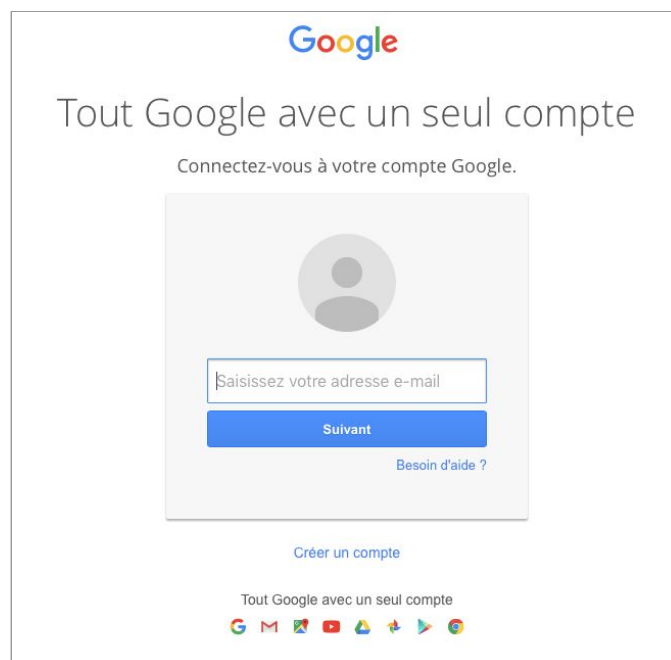 Google
Tout Google avec un seul compte
Connectez-vous à votre compte Google.
Saisissez votre adresse e-mail
Suivant
Besoin d'aide ?
Créer un compte
Tout Google avec un seul compte